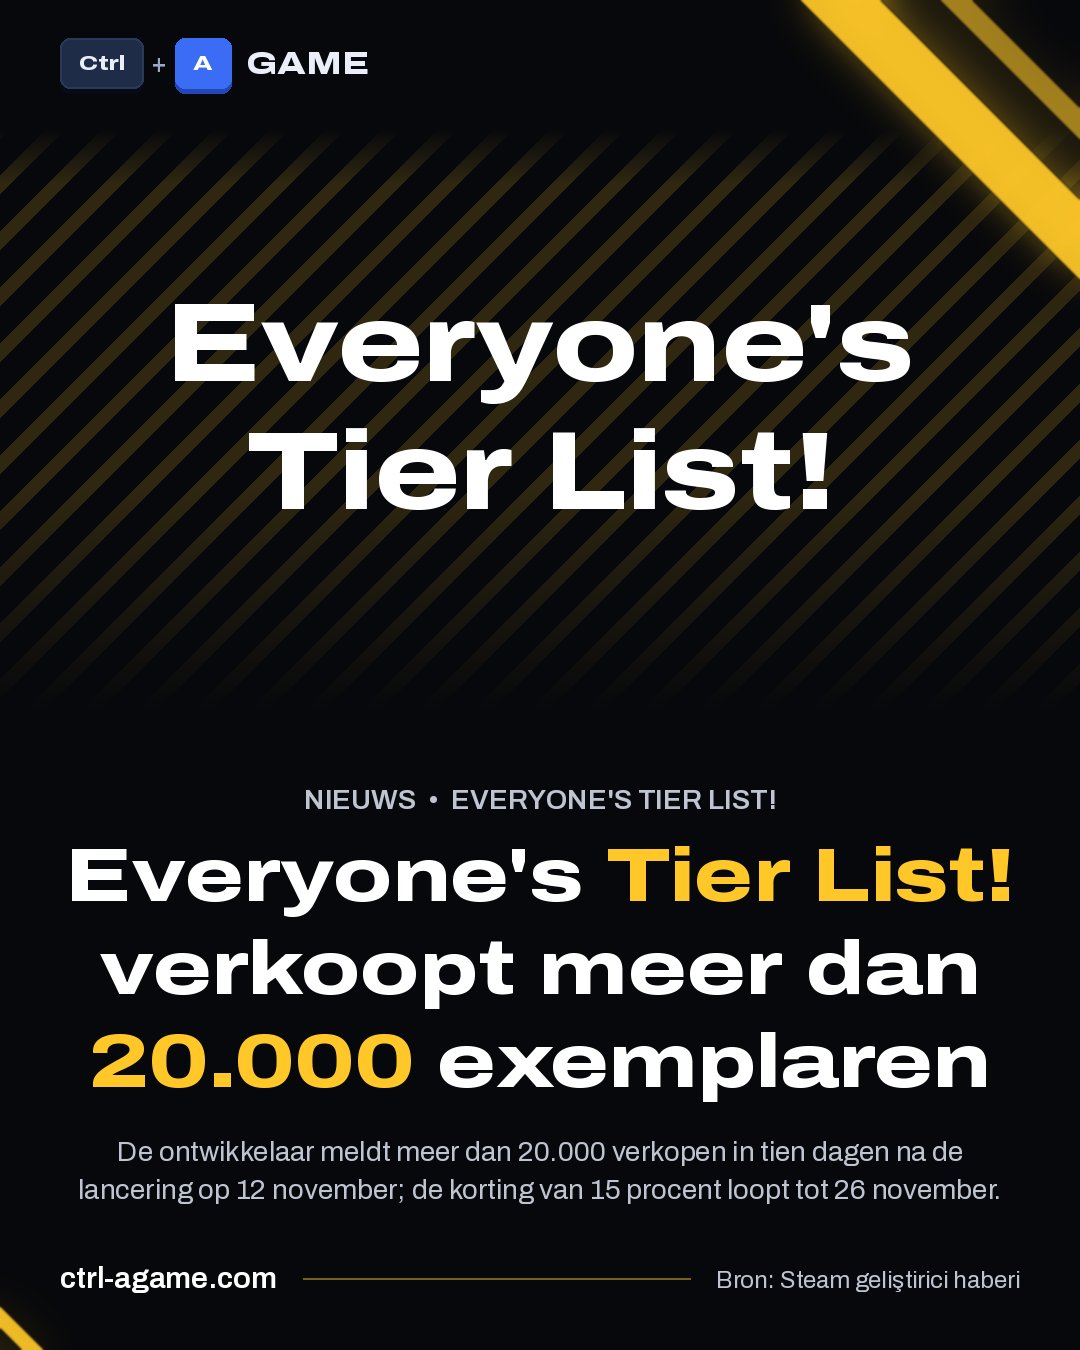 Ctrl + A GAME
Everyone's
Tier List!
NIEUWS • EVERYONE'S TIER LIST!
Everyone's Tier List!
verkoopt meer dan
20.000 exemplaren
De ontwikkelaar meldt meer dan 20.000 verkopen in tien dagen na de
lancering op 12 november; de korting van 15 procent loopt tot 26 november.
ctrl-agame.com
Bron: Steam geliştirici haberi